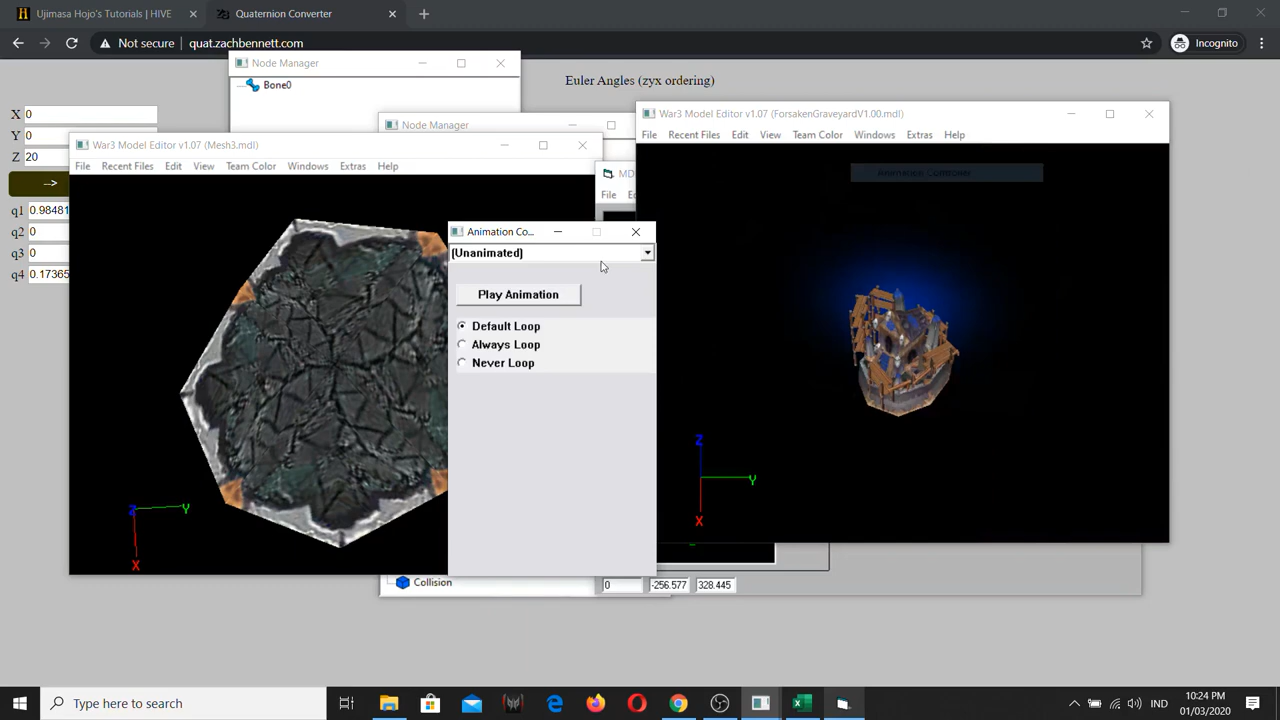 Ujimasa Hojo's Tutorials | HIVE
Quaternion Converter
Not secure | quat.zachbennett.com
Incognito
Node Manager
Bone0
Euler Angles (zyx ordering)
X 0
Y 0
Z 20
-->
q1 0.98481
q2 0
q3 0
q4 0.17365
Node Manager
War3 Model Editor v1.07 (Mesh3.mdl)
File Recent Files Edit View Team Color Windows Extras Help
MD
File
War3 Model Editor v1.07 (ForsakenGraveyardV1.00.mdl)
File Recent Files Edit View Team Color Windows Extras Help
Animation Controller
Animation Co...
(Unanimated)
Play Animation
Default Loop
Always Loop
Never Loop
Z
Y
X
Z
Y
X
Collision
0 -256.577 328.445
Type here to search
IND
10:24 PM
01/03/2020